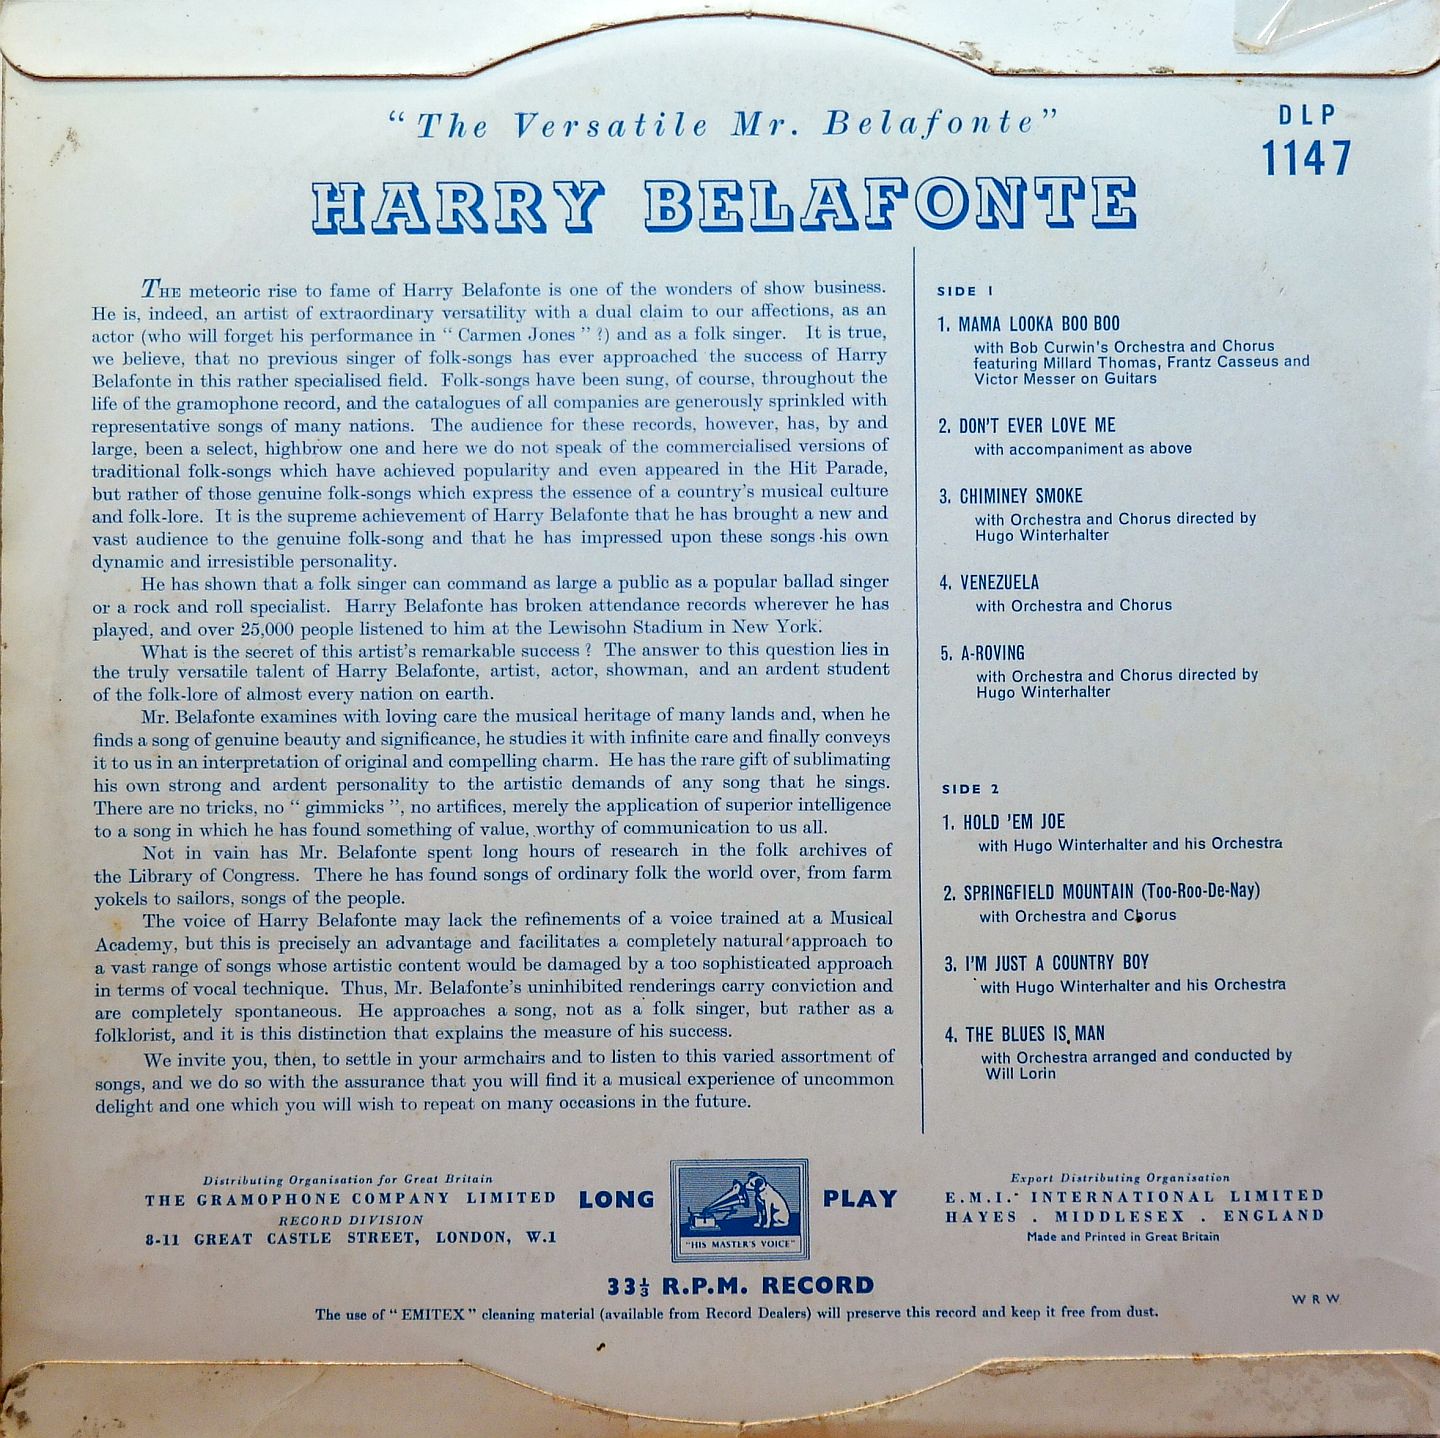 "The Versatile Mr. Belafonte"
DLP
1147
HARRY BELAFONTE
THE meteoric rise to fame of Harry Belafonte is one of the wonders of show business.
He is, indeed, an artist of extraordinary versatility with a dual claim to our affections, as an
actor (who will forget his performance in " Carmen Jones " ?) and as a folk singer. It is true,
we believe, that no previous singer of folk-songs has ever approached the success of Harry
Belafonte in this rather specialised field. Folk-songs have been sung, of course, throughout the
life of the gramophone record, and the catalogues of all companies are generously sprinkled with
representative songs of many nations. The audience for these records, however, has, by and
large, been a select, highbrow one and here we do not speak of the commercialised versions of
traditional folk-songs which have achieved popularity and even appeared in the Hit Parade,
but rather of those genuine folk-songs which express the essence of a country's musical culture
and folk-lore. It is the supreme achievement of Harry Belafonte that he has brought a new and
vast audience to the genuine folk-song and that he has impressed upon these songs his own
dynamic and irresistible personality.
He has shown that a folk singer can command as large a public as a popular ballad singer
or a rock and roll specialist. Harry Belafonte has broken attendance records wherever he has
played, and over 25,000 people listened to him at the Lewisohn Stadium in New York.
What is the secret of this artist's remarkable success ? The answer to this question lies in
the truly versatile talent of Harry Belafonte, artist, actor, showman, and an ardent student
of the folk-lore of almost every nation on earth.
Mr. Belafonte examines with loving care the musical heritage of many lands and, when he
finds a song of genuine beauty and significance, he studies it with infinite care and finally conveys
it to us in an interpretation of original and compelling charm. He has the rare gift of sublimating
his own strong and ardent personality to the artistic demands of any song that he sings.
There are no tricks, no " gimmicks ", no artifices, merely the application of superior intelligence
to a song in which he has found something of value, worthy of communication to us all.
Not in vain has Mr. Belafonte spent long hours of research in the folk archives of
the Library of Congress. There he has found songs of ordinary folk the world over, from farm
yokels to sailors, songs of the people.
The voice of Harry Belafonte may lack the refinements of a voice trained at a Musical
Academy, but this is precisely an advantage and facilitates a completely natural approach to
a vast range of songs whose artistic content would be damaged by a too sophisticated approach
in terms of vocal technique. Thus, Mr. Belafonte's uninhibited renderings carry conviction and
are completely spontaneous. He approaches a song, not as a folk singer, but rather as a
folklorist, and it is this distinction that explains the measure of his success.
We invite you, then, to settle in your armchairs and to listen to this varied assortment of
songs, and we do so with the assurance that you will find it a musical experience of uncommon
delight and one which you will wish to repeat on many occasions in the future.
SIDE 1
1. MAMA LOOKA BOO BOO
with Bob Curwin's Orchestra and Chorus
featuring Millard Thomas, Frantz Casseus and
Victor Messer on Guitars
2. DON'T EVER LOVE ME
with accompaniment as above
3. CHIMINEY SMOKE
with Orchestra and Chorus directed by
Hugo Winterhalter
4. VENEZUELA
with Orchestra and Chorus
5. A-ROVING
with Orchestra and Chorus directed by
Hugo Winterhalter
SIDE 2
1. HOLD 'EM JOE
with Hugo Winterhalter and his Orchestra
2. SPRINGFIELD MOUNTAIN (Too-Roo-De-Nay)
with Orchestra and Chorus
3. I'M JUST A COUNTRY BOY
with Hugo Winterhalter and his Orchestra
4. THE BLUES IS MAN
with Orchestra arranged and conducted by
Will Lorin
Distributing Organisation for Great Britain
THE GRAMOPHONE COMPANY LIMITED
RECORD DIVISION
8-11 GREAT CASTLE STREET, LONDON, W.1
LONG PLAY
"HIS MASTER'S VOICE"
Export Distributing Organisation
E.M.I. INTERNATIONAL LIMITED
HAYES . MIDDLESEX . ENGLAND
Made and Printed in Great Britain
33⅓ R.P.M. RECORD
WRW
The use of " EMITEX " cleaning material (available from Record Dealers) will preserve this record and keep it free from dust.